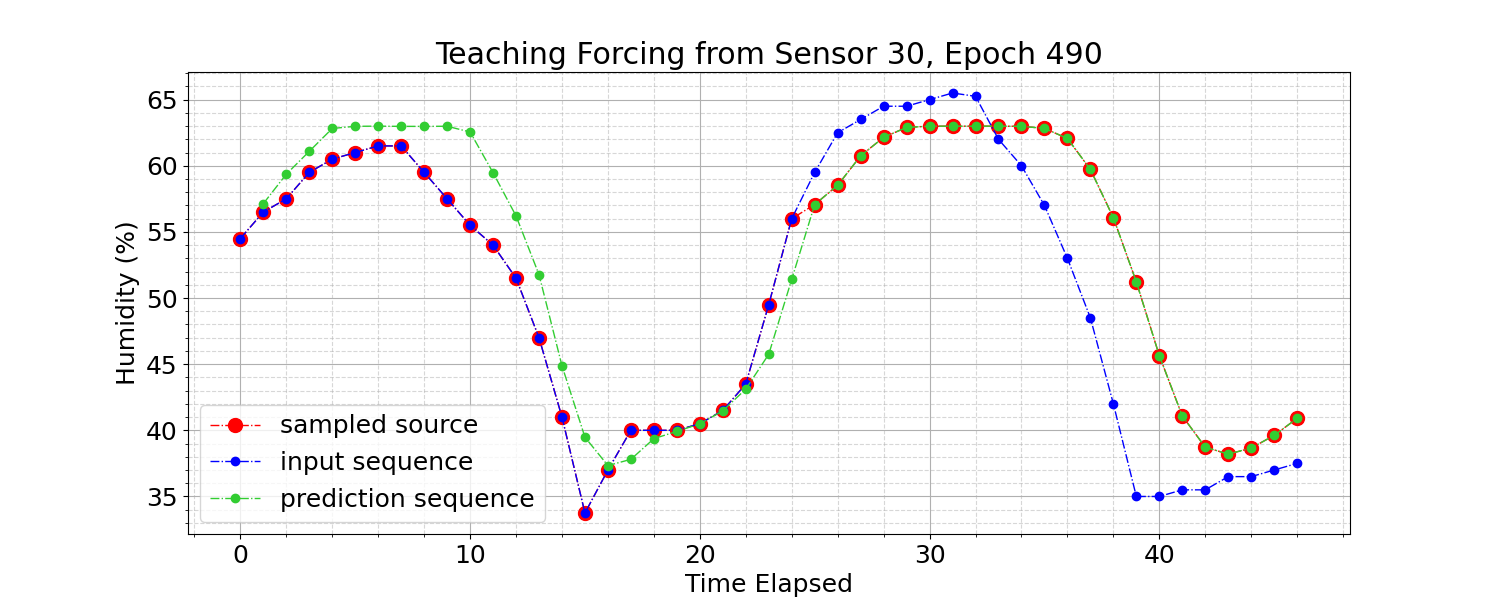 Teaching Forcing from Sensor 30, Epoch 490
Humidity (%)
65
60
55
50
45
40
35
sampled source
input sequence
prediction sequence
0 10 20 30 40
Time Elapsed